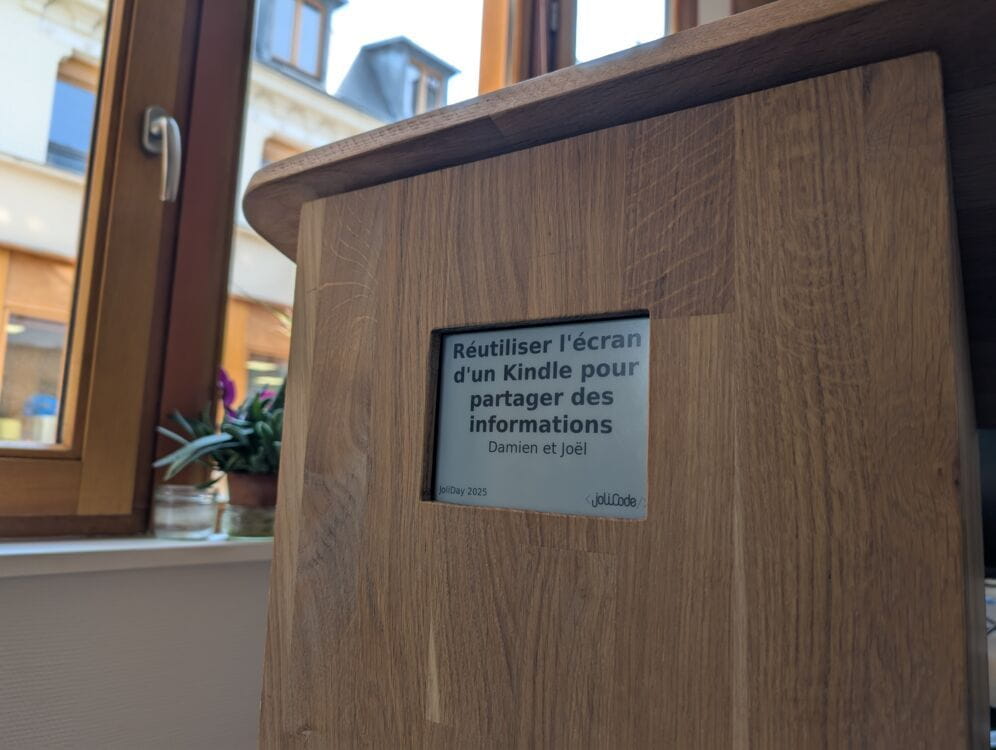 Réutiliser l'écran
d'un Kindle pour
partager des
informations
Damien et Joël
JoliDay 2025
JoliCode